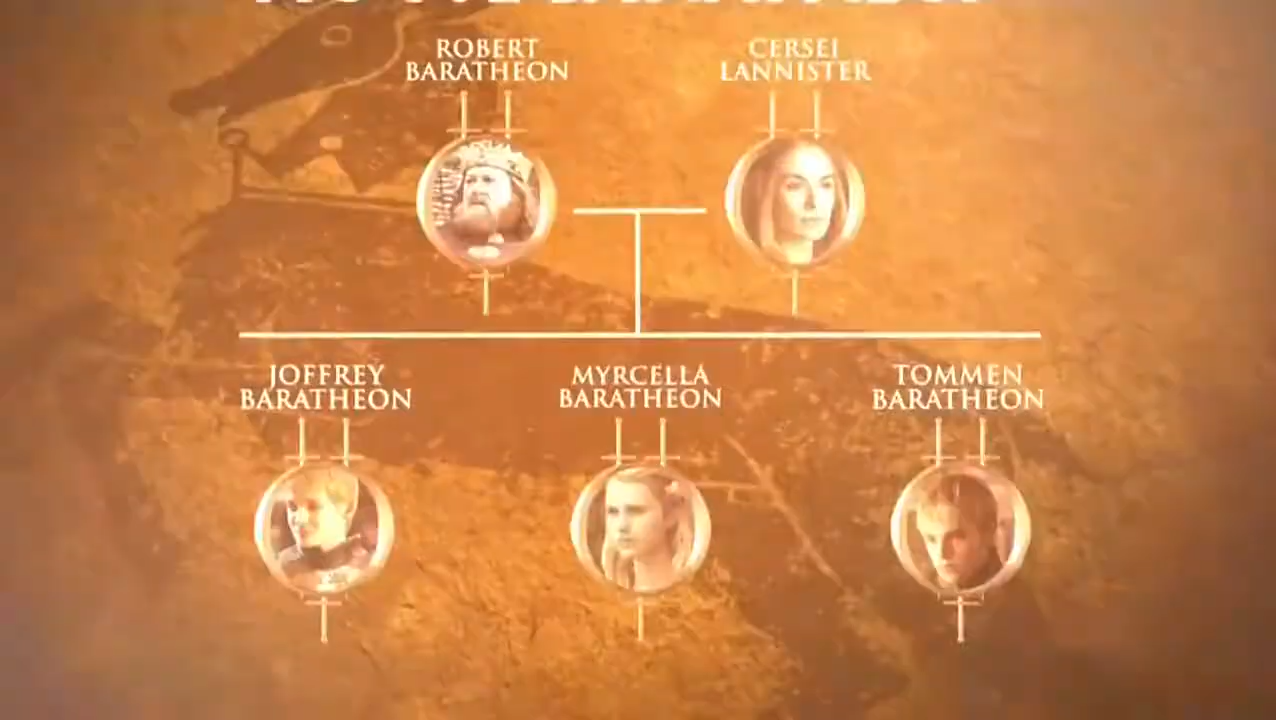 ROBERT
BARATHEON
CERSEI
LANNISTER
JOFFREY
BARATHEON
MYRCELLA
BARATHEON
TOMMEN
BARATHEON